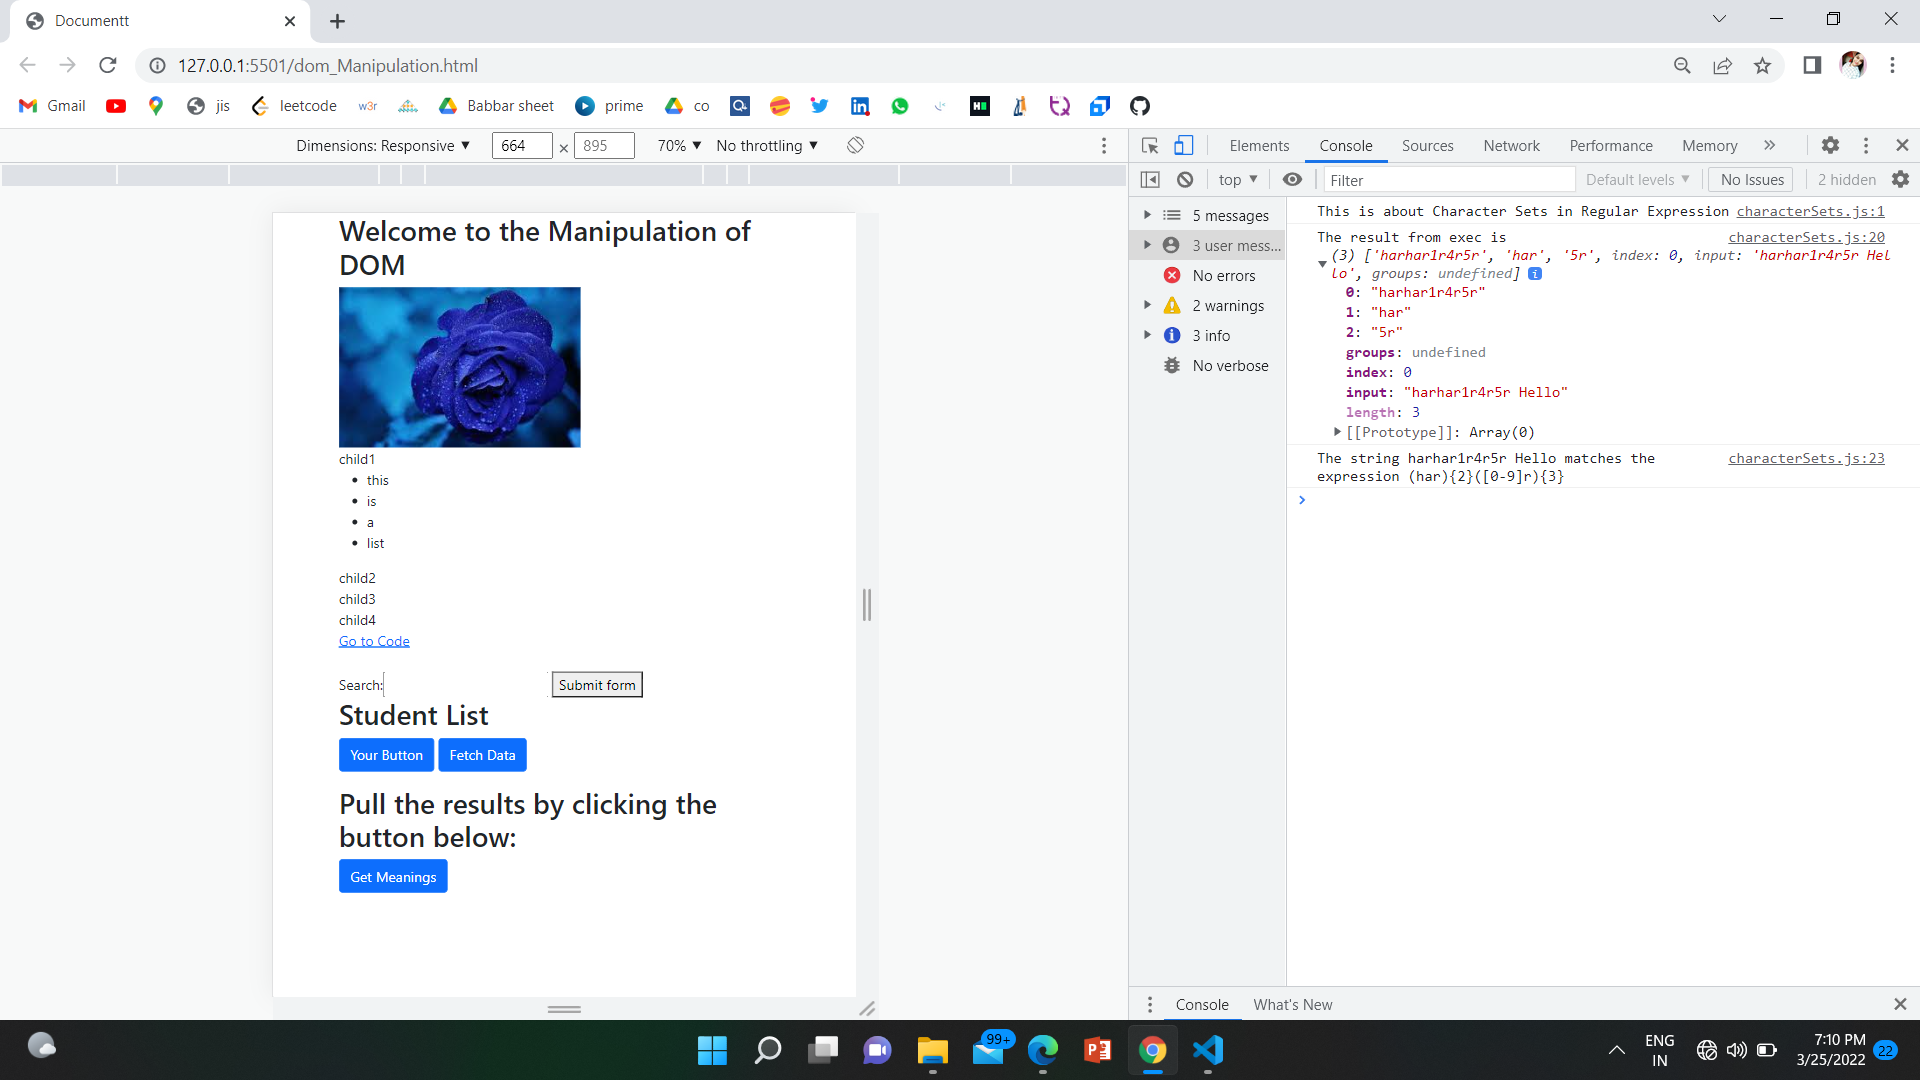 Documentt
127.0.0.1:5501/dom_Manipulation.html
Gmail jis leetcode w3r Babbar sheet prime co
Dimensions: Responsive 664 × 895 70% No throttling
Elements Console Sources Network Performance Memory
top Filter Default levels No Issues 2 hidden
Welcome to the Manipulation of
DOM
child1
this
is
a
list
child2
child3
child4
Go to Code
Search: Submit form
Student List
Your Button Fetch Data
Pull the results by clicking the
button below:
Get Meanings
5 messages
3 user mess...
No errors
2 warnings
3 info
No verbose
This is about Character Sets in Regular Expression characterSets.js:1
The result from exec is characterSets.js:20
(3) ['harhar1r4r5r', 'har', '5r', index: 0, input: 'harhar1r4r5r Hel
lo', groups: undefined]
0: "harhar1r4r5r"
1: "har"
2: "5r"
groups: undefined
index: 0
input: "harhar1r4r5r Hello"
length: 3
[[Prototype]]: Array(0)
The string harhar1r4r5r Hello matches the characterSets.js:23
expression (har){2}([0-9]r){3}
Console What's New
99+
ENG
IN
7:10 PM
3/25/2022
22